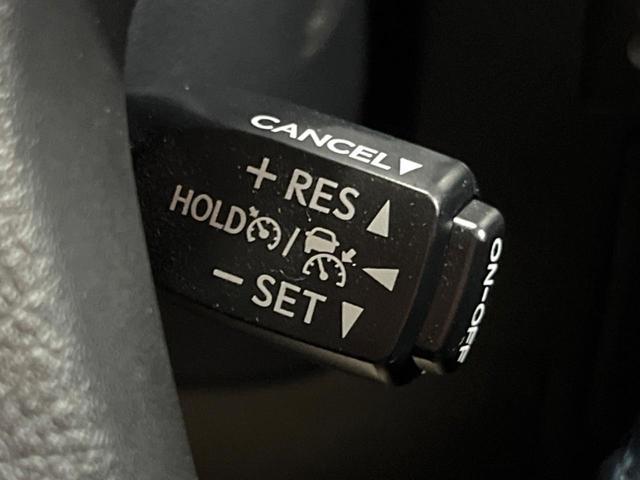 CANCEL▼
+ RES ▲
HOLD / ◀
− SET ▼
ON-OFF